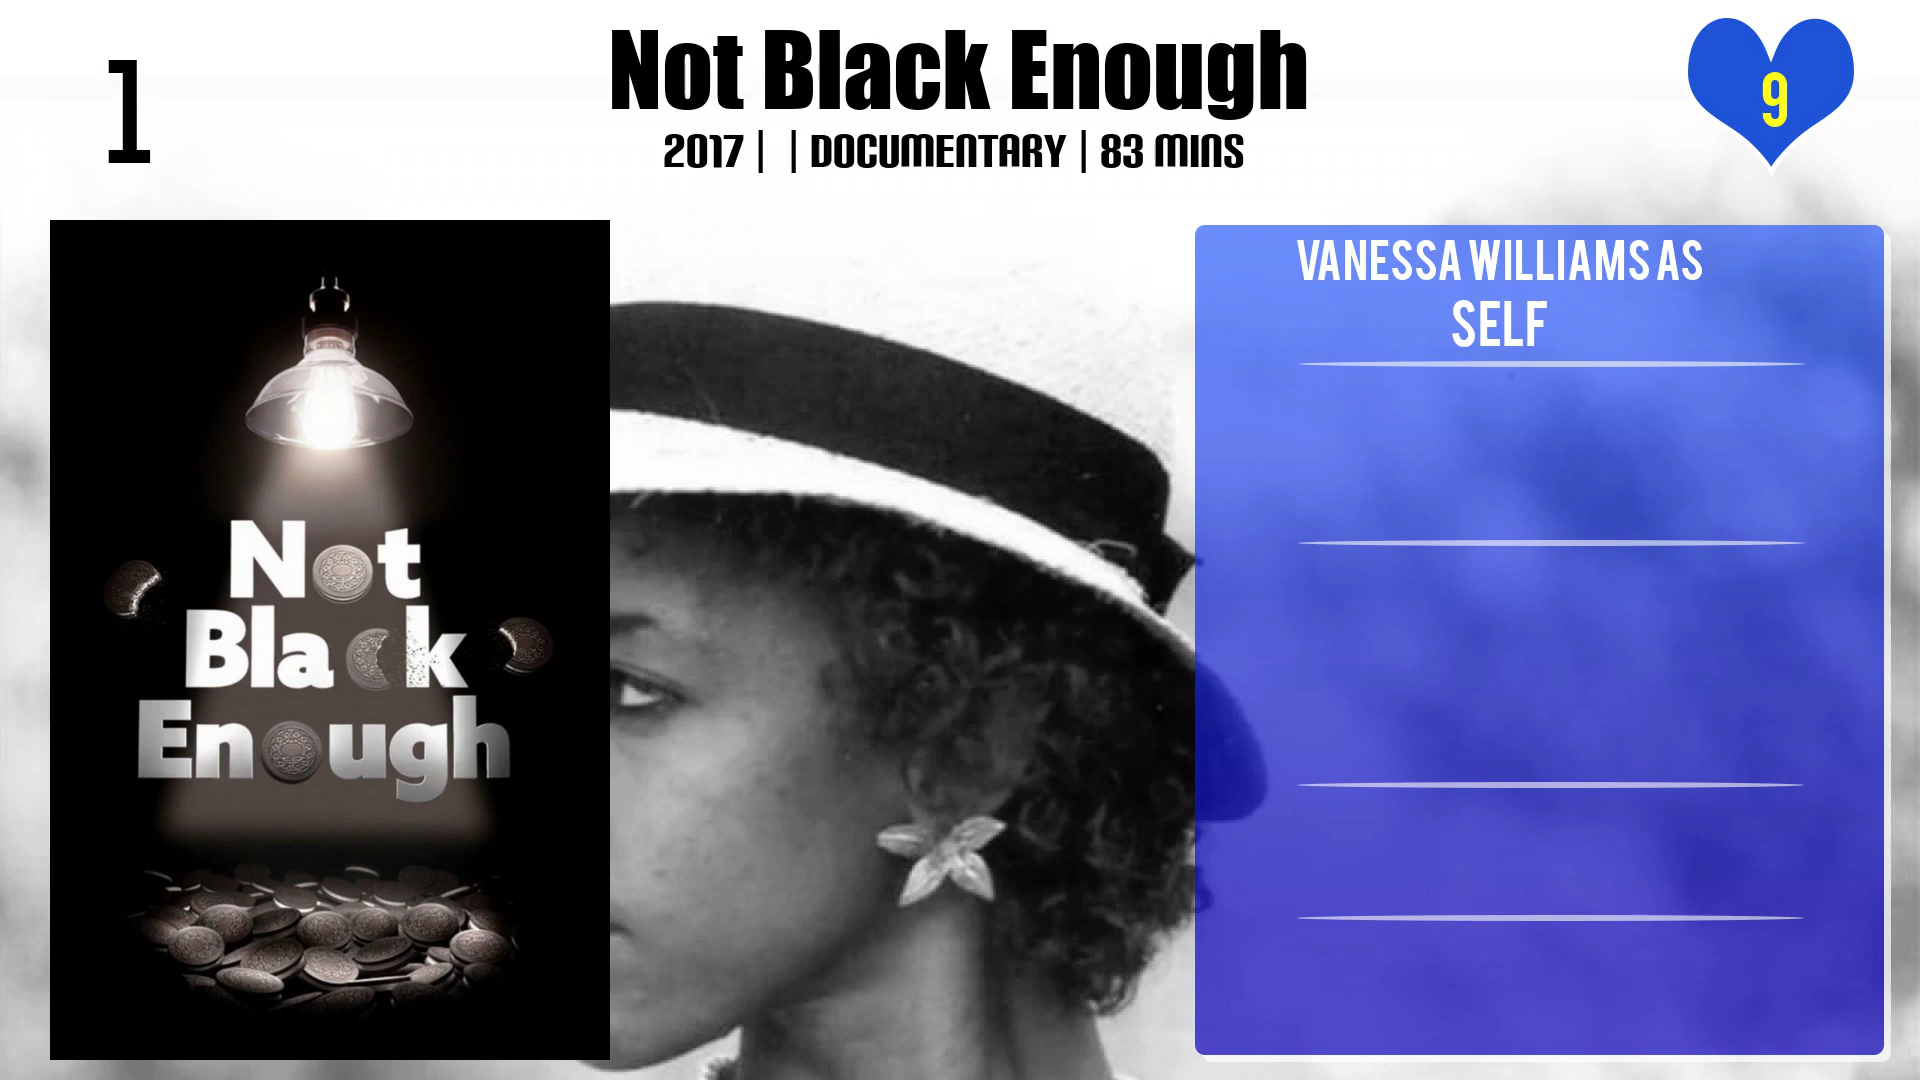 1
Not Black Enough
2017 | | DOCUMENTARY | 83 MINS
9
Not
Black
Enough
VANESSA WILLIAMS AS
SELF